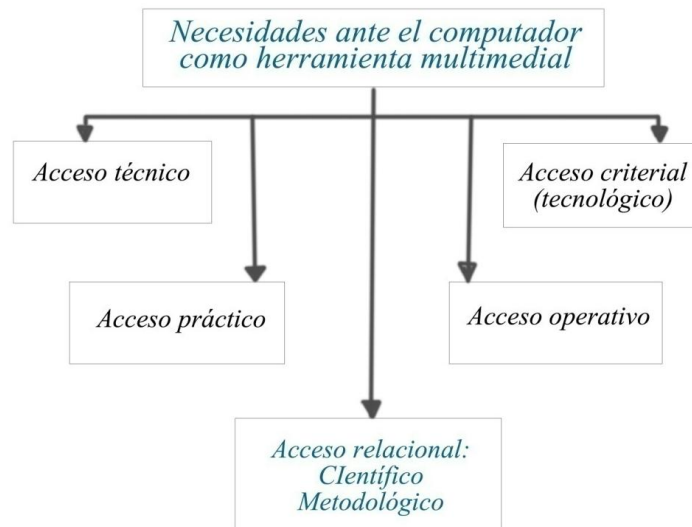 Necesidades ante el computador
como herramienta multimedial
Acceso técnico
Acceso criterial
(tecnológico)
Acceso práctico
Acceso operativo
Acceso relacional:
CIentífico
Metodológico